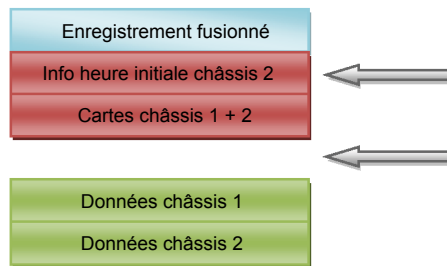 Enregistrement fusionné
Info heure initiale châssis 2
Cartes châssis 1 + 2
Données châssis 1
Données châssis 2